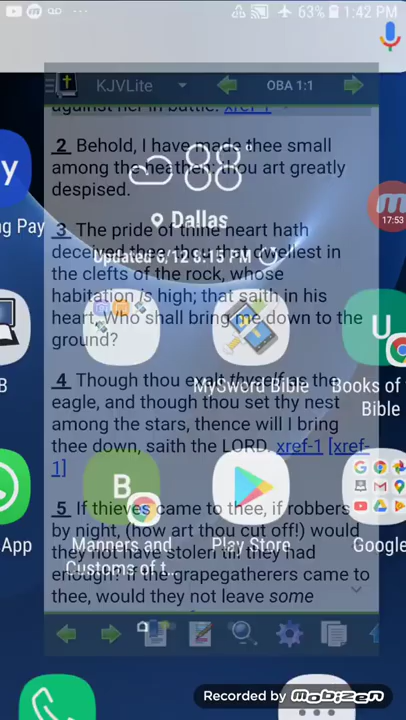 63% 1:42 PM
KJVLite OBA 1:1
against her in battle. xref-1
2 Behold, I have made thee small
among the heathen: thou art greatly
despised.
88°
Dallas
Updated 6/12 8:15 PM
17:53
ng Pay
3 The pride of thine heart hath
deceived thee, thou that dwellest in
the clefts of the rock, whose
habitation is high; that saith in his
heart, Who shall bring me down to the
ground?
B
MySword Bible
Books of
Bible
4 Though thou exalt thyself as the
eagle, and though thou set thy nest
among the stars, thence will I bring
thee down, saith the LORD. xref-1 [xref-
1]
App
B
Manners and
Customs of t...
Play Store
Google
5 If thieves came to thee, if robbers
by night, (how art thou cut off!) would
they not have stolen till they had
enough? if the grapegatherers came to
thee, would they not leave some
Recorded by Mobizen